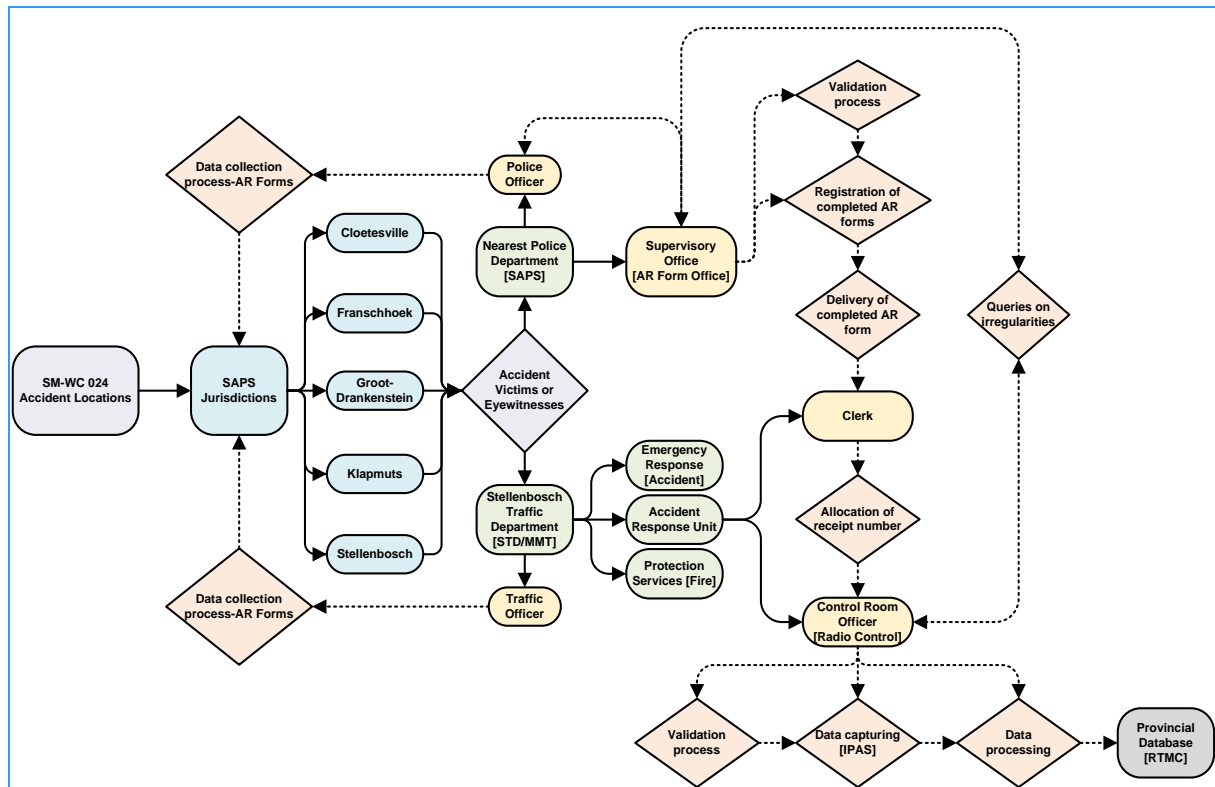 Validation
process
Data collection
process-AR Forms
Police
Officer
Registration of
completed AR
forms
Cloetesville
Nearest Police
Department
[SAPS]
Supervisory
Office
[AR Form Office]
Franschhoek
Delivery of
completed AR
form
Queries on
irregularities
SM-WC 024
Accident Locations
SAPS
Jurisdictions
Groot-
Drankenstein
Accident
Victims or
Eyewitnesses
Clerk
Klapmuts
Emergency
Response
[Accident]
Stellenbosch
Traffic
Department
[STD/MMT]
Accident
Response Unit
Allocation of
receipt number
Stellenbosch
Protection
Services [Fire]
Data collection
process-AR Forms
Traffic
Officer
Control Room
Officer
[Radio Control]
Validation
process
Data capturing
[IPAS]
Data
processing
Provincial
Database
[RTMC]